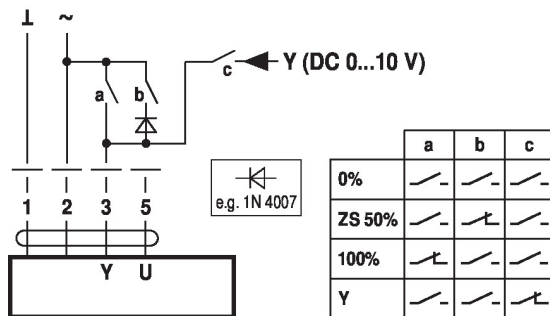 ⊥ ~
a b c Y (DC 0...10 V)
1 2 3 5
Y U
e.g. 1N 4007
a b c
0%
ZS 50%
100%
Y